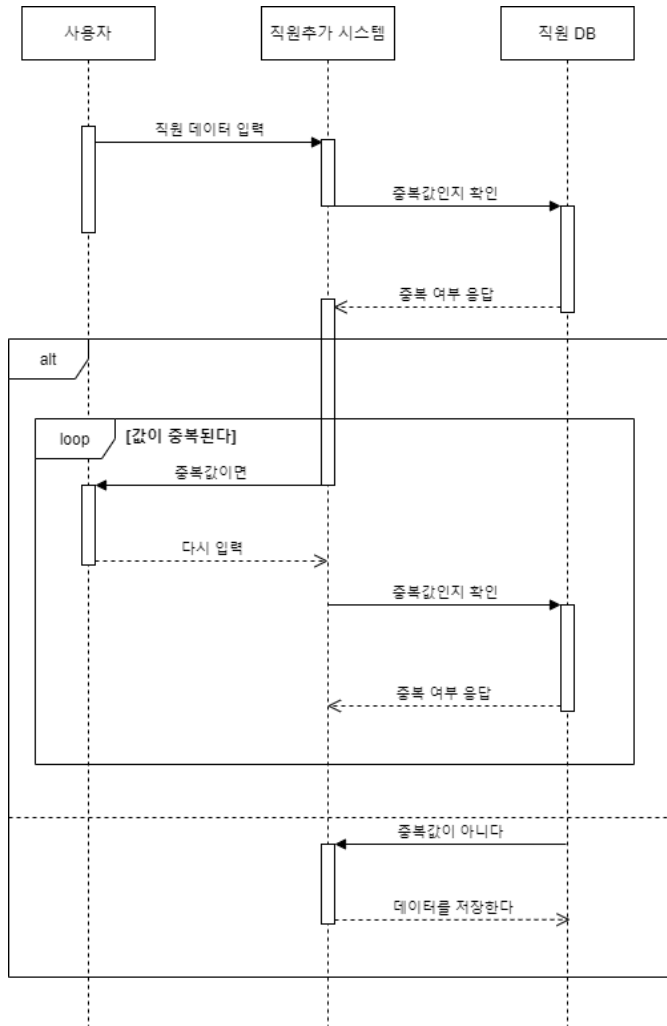 사용자
직원추가 시스템
직원 DB
직원 데이터 입력
중복값인지 확인
중복 여부 응답
alt
loop
[값이 중복된다]
중복값이면
다시 입력
중복값인지 확인
중복 여부 응답
중복값이 아니다
데이터를 저장한다